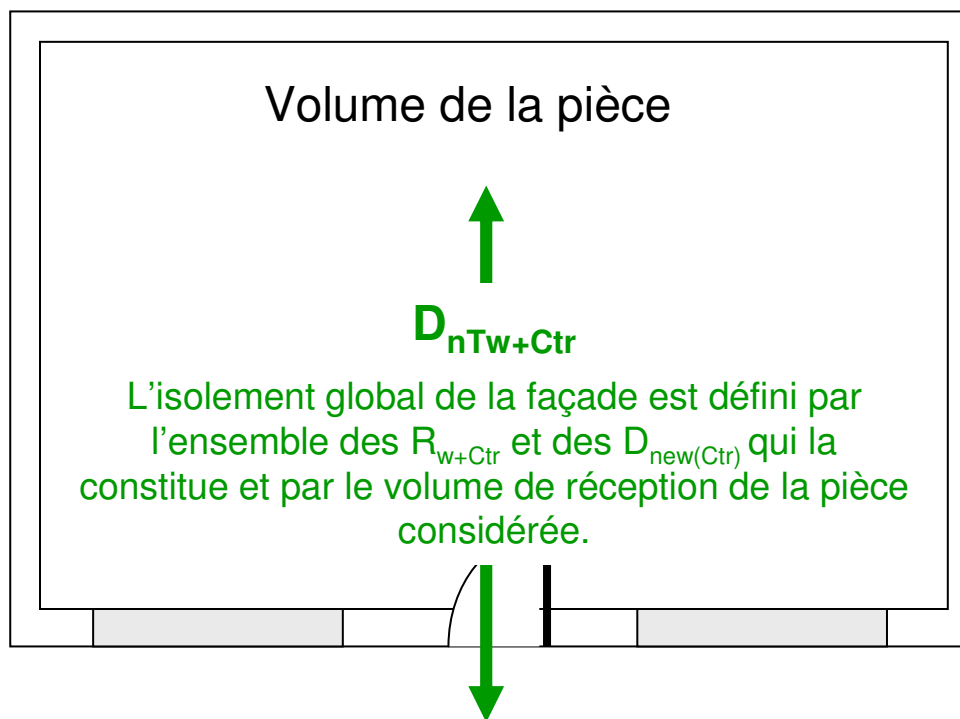 Volume de la pièce
DnTw+Ctr
L'isolement global de la façade est défini par
l'ensemble des Rw+Ctr et des Dnew(Ctr) qui la
constitue et par le volume de réception de la pièce
considérée.